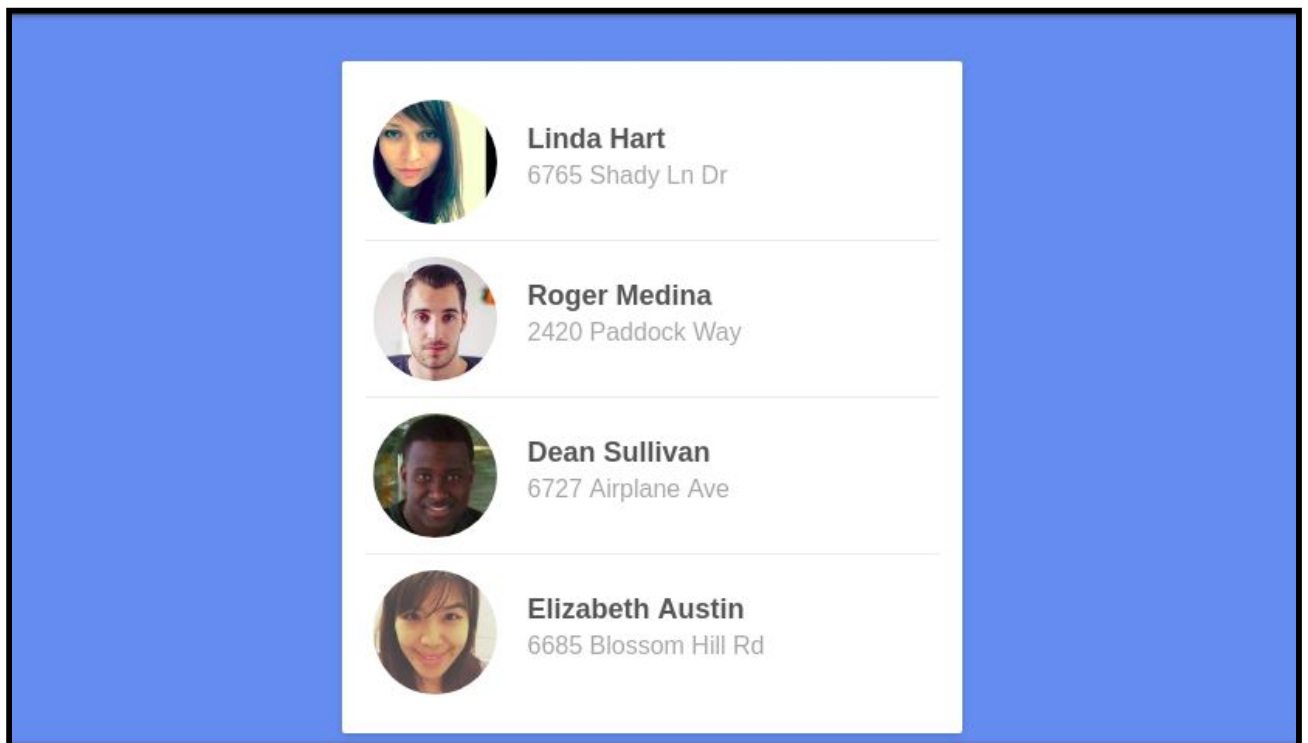 Linda Hart
6765 Shady Ln Dr
Roger Medina
2420 Paddock Way
Dean Sullivan
6727 Airplane Ave
Elizabeth Austin
6685 Blossom Hill Rd